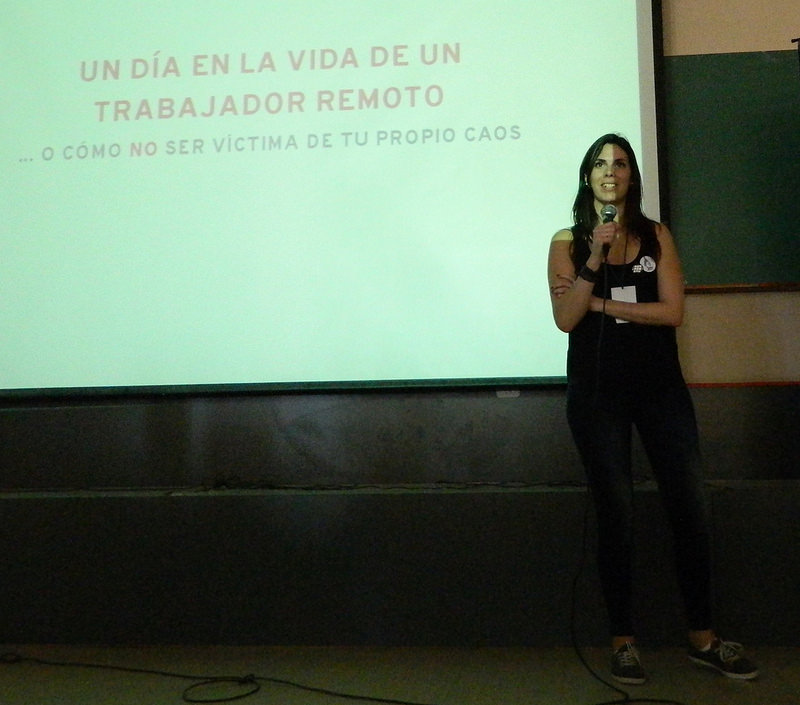 UN DÍA EN LA VIDA DE UN
TRABAJADOR REMOTO
... O CÓMO NO SER VÍCTIMA DE TU PROPIO CAOS